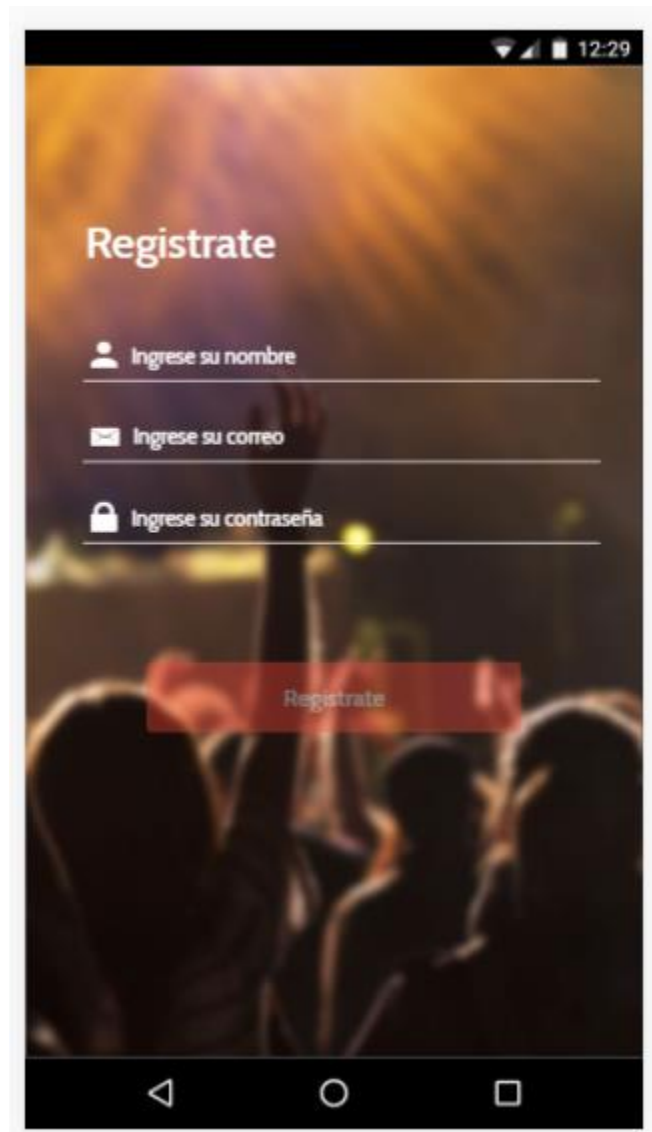 12:29
Registrate
Ingrese su nombre
Ingrese su correo
Ingrese su contraseña
Registrate